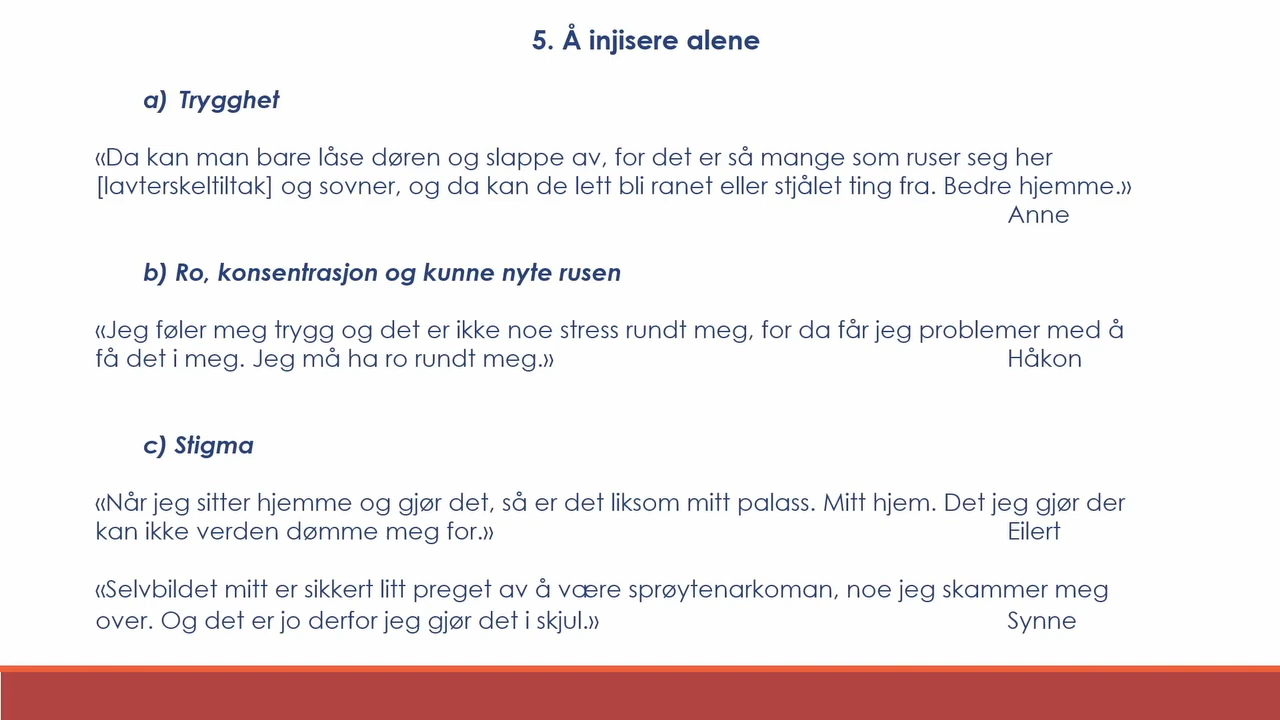 5. Å injisere alene
a) Trygghet
«Da kan man bare låse døren og slappe av, for det er så mange som ruser seg her
[lavterskeltiltak] og sovner, og da kan de lett bli ranet eller stjålet ting fra. Bedre hjemme.»
Anne
b) Ro, konsentrasjon og kunne nyte rusen
«Jeg føler meg trygg og det er ikke noe stress rundt meg, for da får jeg problemer med å
få det i meg. Jeg må ha ro rundt meg.» Håkon
c) Stigma
«Når jeg sitter hjemme og gjør det, så er det liksom mitt palass. Mitt hjem. Det jeg gjør der
kan ikke verden dømme meg for.» Eilert
«Selvbildet mitt er sikkert litt preget av å være sprøytenarkoman, noe jeg skammer meg
over. Og det er jo derfor jeg gjør det i skjul.» Synne